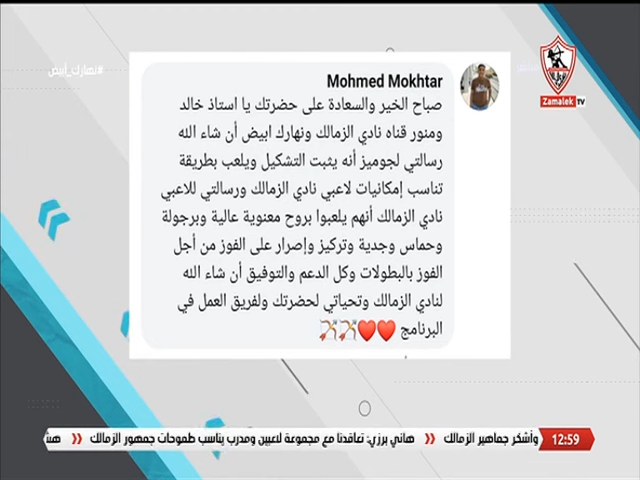 #نهارك_أبيض
Zamalek TV
Mohmed Mokhtar
صباح الخير والسعادة على حضرتك يا استاذ خالد
ومنور قناه نادي الزمالك ونهارك ابيض أن شاء الله
رسالتي لجوميز أنه يثبت التشكيل ويلعب بطريقة
تناسب إمكانيات لاعبي نادي الزمالك ورسالتي للاعبي
نادي الزمالك أنهم يلعبوا بروح معنوية عالية وبرجولة
وحماس وجدية وتركيز وإصرار على الفوز من أجل
الفوز بالبطولات وكل الدعم والتوفيق أن شاء الله
لنادي الزمالك وتحياتي لحضرتك ولفريق العمل في
البرنامج ❤️❤️🏹🏹
12:59 وأشكر جماهير الزمالك » هاني برزي: تعاقدنا مع مجموعة لاعبين ومدرب يناسب طموحات جمهور الزمالك » هش